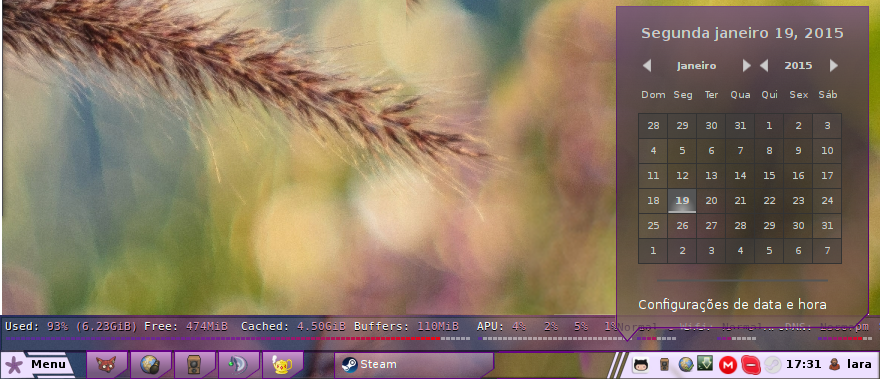 Segunda janeiro 19, 2015
Janeiro 2015
Dom Seg Ter Qua Qui Sex Sáb
28 29 30 31 1 2 3
4 5 6 7 8 9 10
11 12 13 14 15 16 17
18 19 20 21 22 23 24
25 26 27 28 29 30 31
1 2 3 4 5 6 7
Configurações de data e hora
Used: 93% (6.23GiB) Free: 474MiB Cached: 4.50GiB Buffers: 110MiB APU: 4% 2% 5% 1%
Menu Steam 17:31 lara